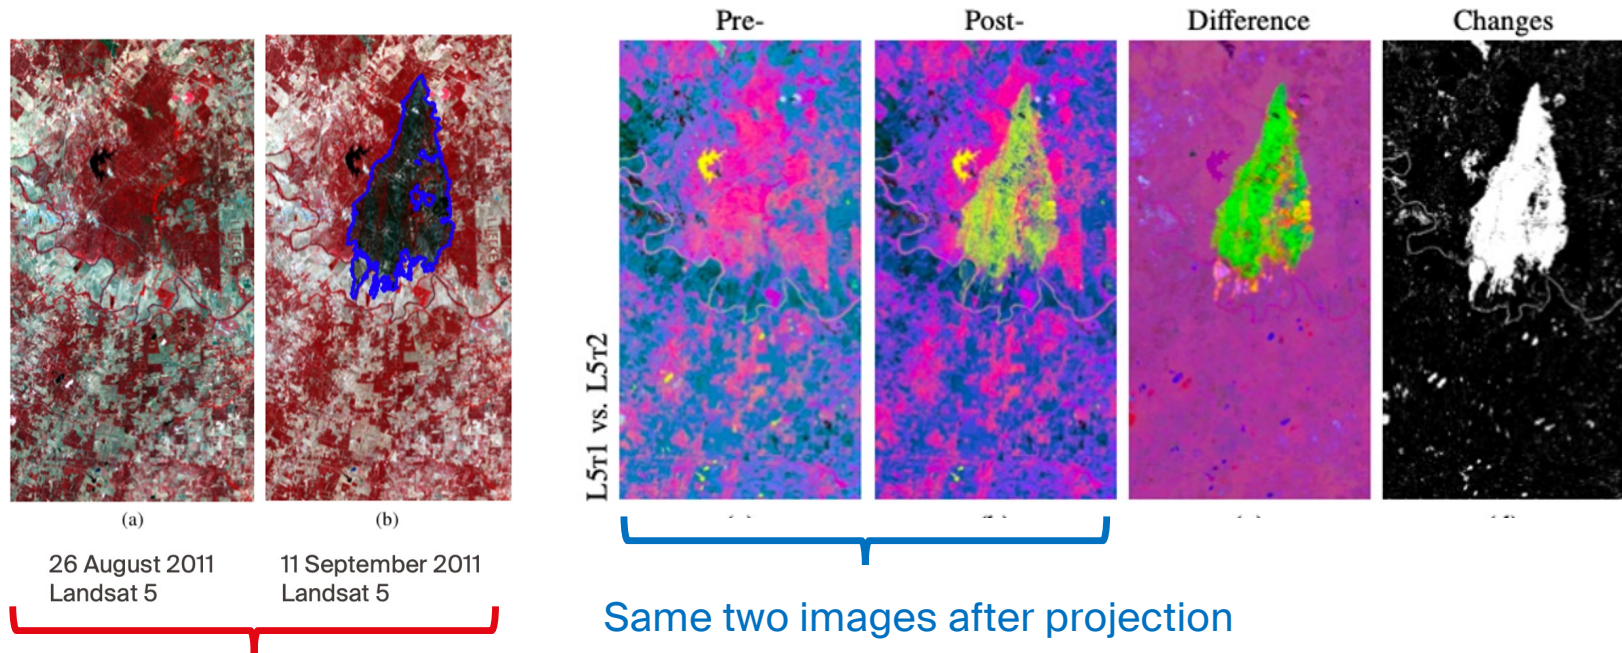 Pre-
Post-
Difference
Changes
L5T1 vs. L5T2
(a)
(b)
26 August 2011
Landsat 5
11 September 2011
Landsat 5
Same two images after projection